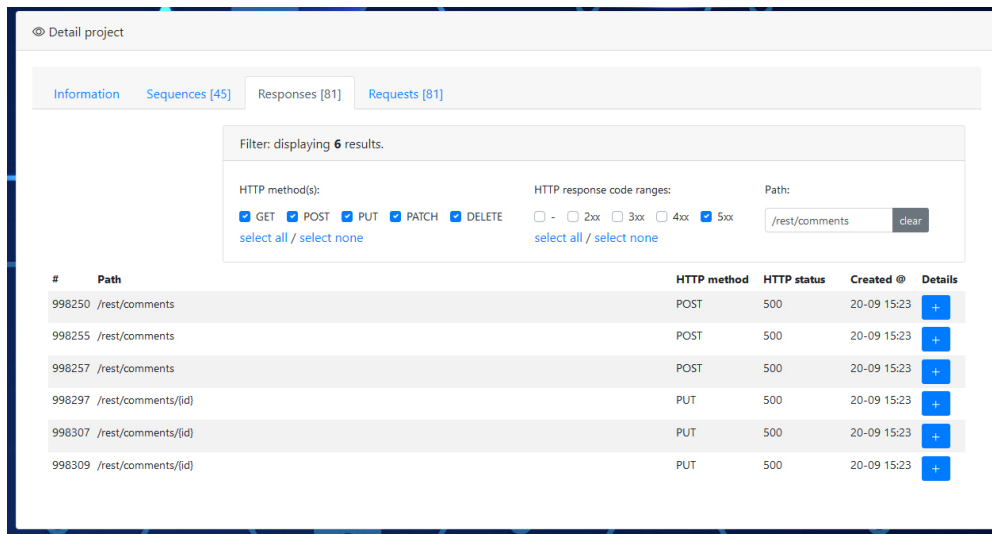 Detail project
Information Sequences [45] Responses [81] Requests [81]
Filter: displaying 6 results.
HTTP method(s): HTTP response code ranges: Path:
GET POST PUT PATCH DELETE - 2xx 3xx 4xx 5xx /rest/comments clear
select all / select none select all / select none
# Path HTTP method HTTP status Created @ Details
998250 /rest/comments POST 500 20-09 15:23 +
998255 /rest/comments POST 500 20-09 15:23 +
998257 /rest/comments POST 500 20-09 15:23 +
998297 /rest/comments/{id} PUT 500 20-09 15:23 +
998307 /rest/comments/{id} PUT 500 20-09 15:23 +
998309 /rest/comments/{id} PUT 500 20-09 15:23 +